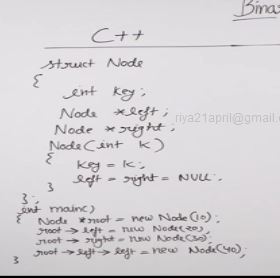 Bina
C++
struct Node
{
int key;
Node *left;
Node *right;
Node(int k)
{
key = k;
left = right = NULL;
}
};
int main()
{ Node *root = new Node(10);
root→left = new Node(20);
root→right = new Node(30);
root→left→left = new Node(40);
}
riya21april@gmail.